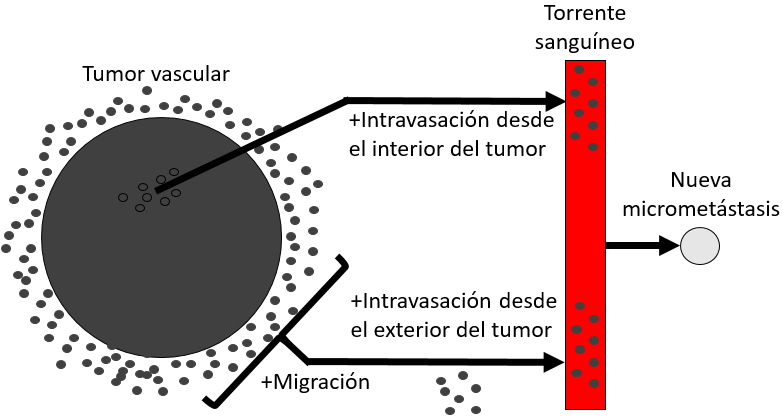 Torrente
sanguíneo
Tumor vascular
+Intravasación desde
el interior del tumor
Nueva
micrometástasis
+Intravasación desde
el exterior del tumor
+Migración